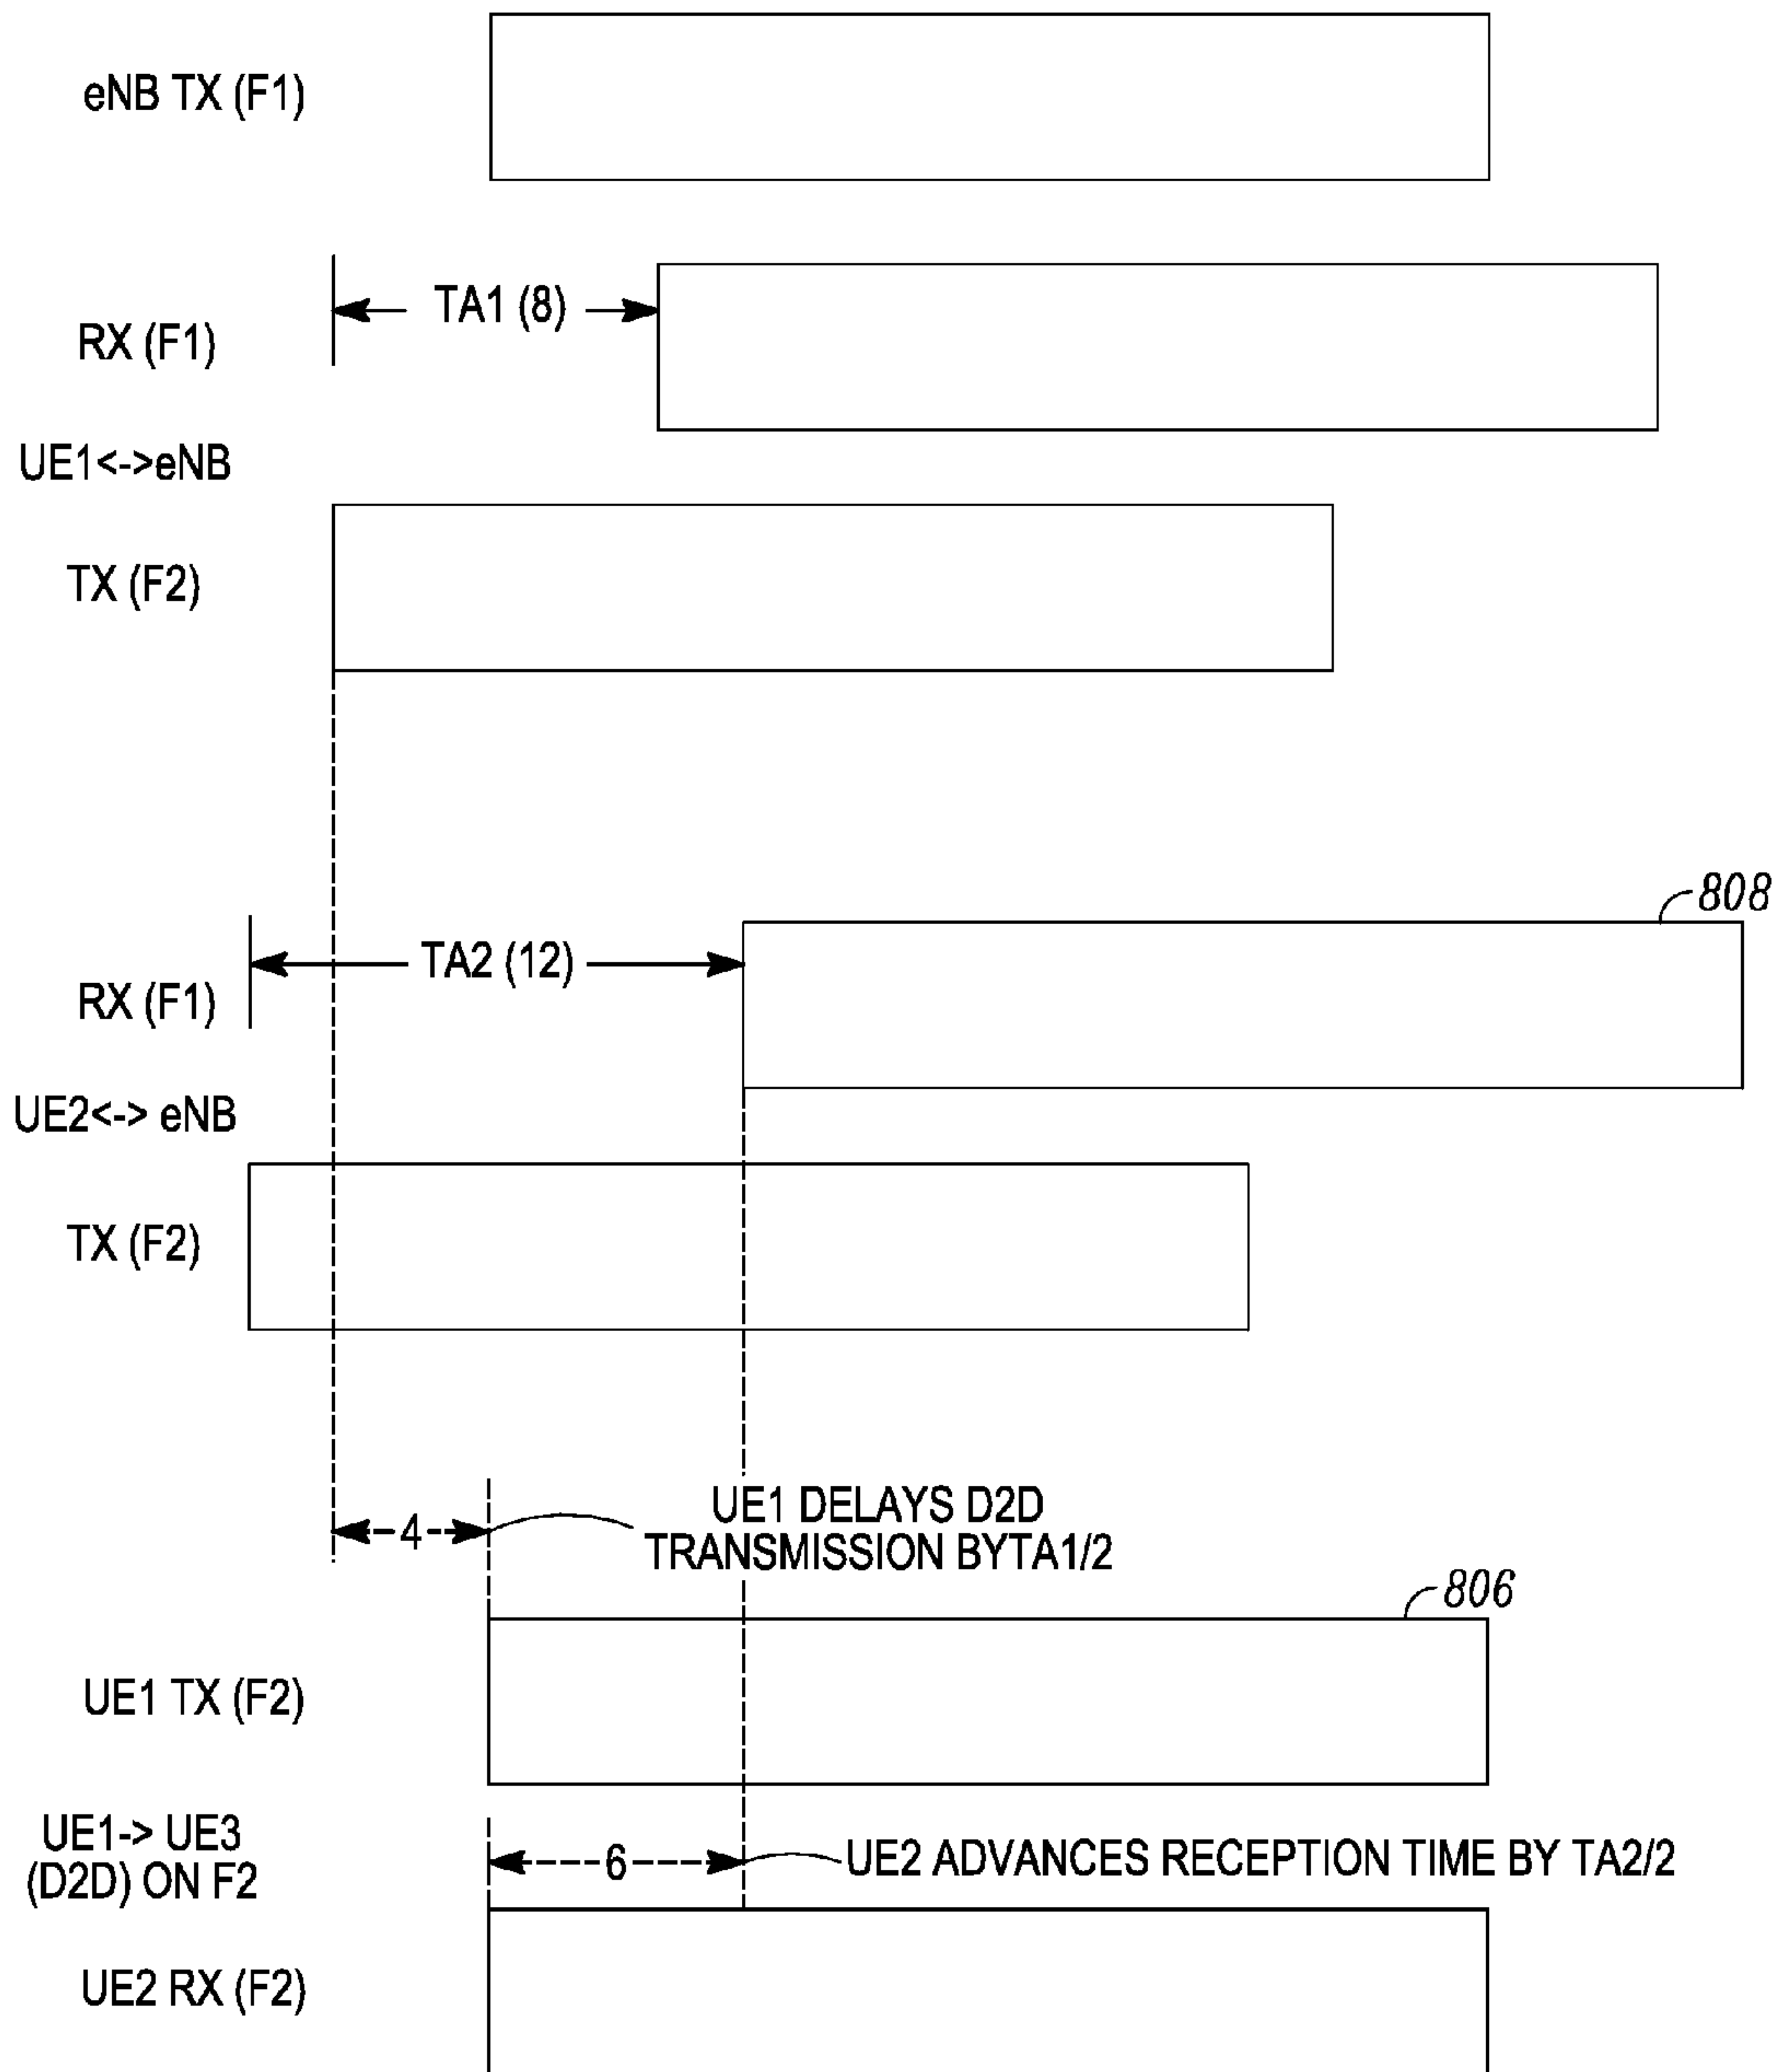 eNB TX (F1)
TA1 (8)
RX (F1)
UE1<->eNB
TX (F2)
808
TA2 (12)
RX (F1)
UE2<-> eNB
TX (F2)
4
UE1 DELAYS D2D
TRANSMISSION BYTA1/2
806
UE1 TX (F2)
UE1-> UE3
(D2D) ON F2
6
UE2 ADVANCES RECEPTION TIME BY TA2/2
UE2 RX (F2)